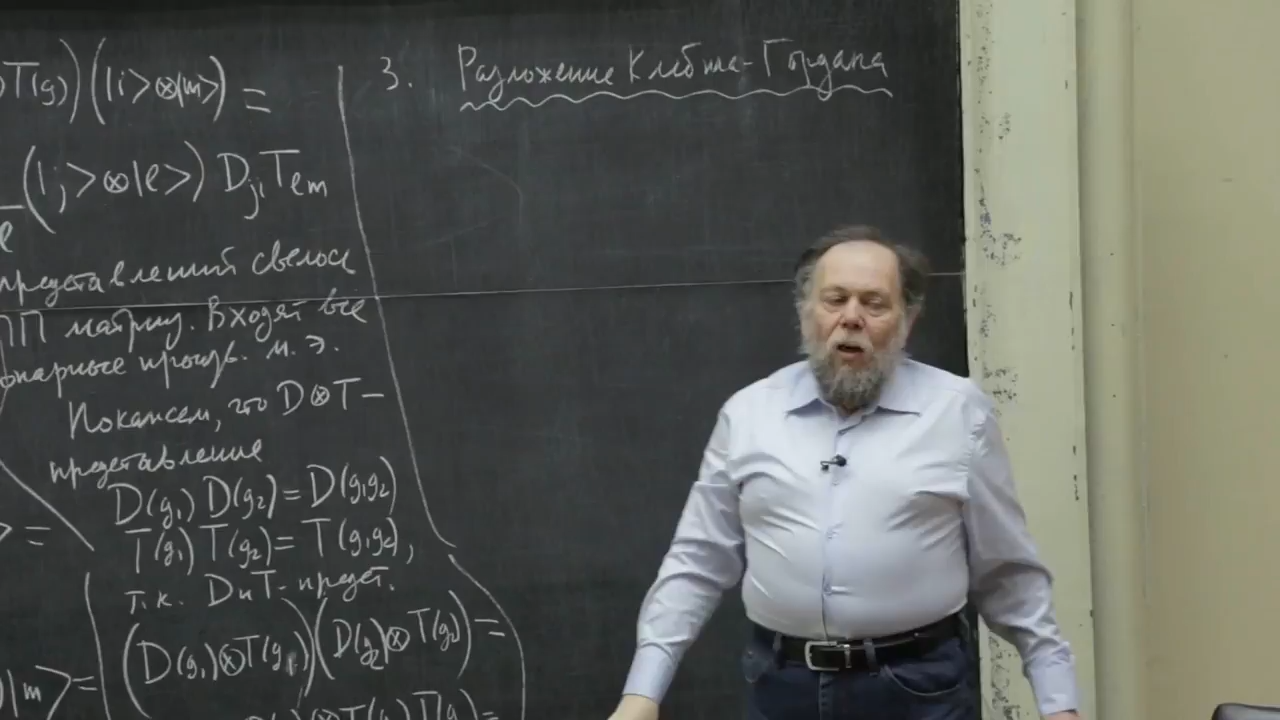 T(g))(|i>⊗|m>) =
(|j>⊗|l>) D_ji T_lm
l
представлений свелось
ПП матриц. Входят все
парные произв. м. э.
Покажем, что D⊗T –
представление
D(g₁) D(g₂) = D(g₁g₂)
T(g₁) T(g₂) = T(g₁g₂),
т.к. D и T - предст.
(D(g₁)⊗T(g₁))(D(g₂)⊗T(g₂)) =
> =
|m> =
3. Разложение Клебша-Гордана